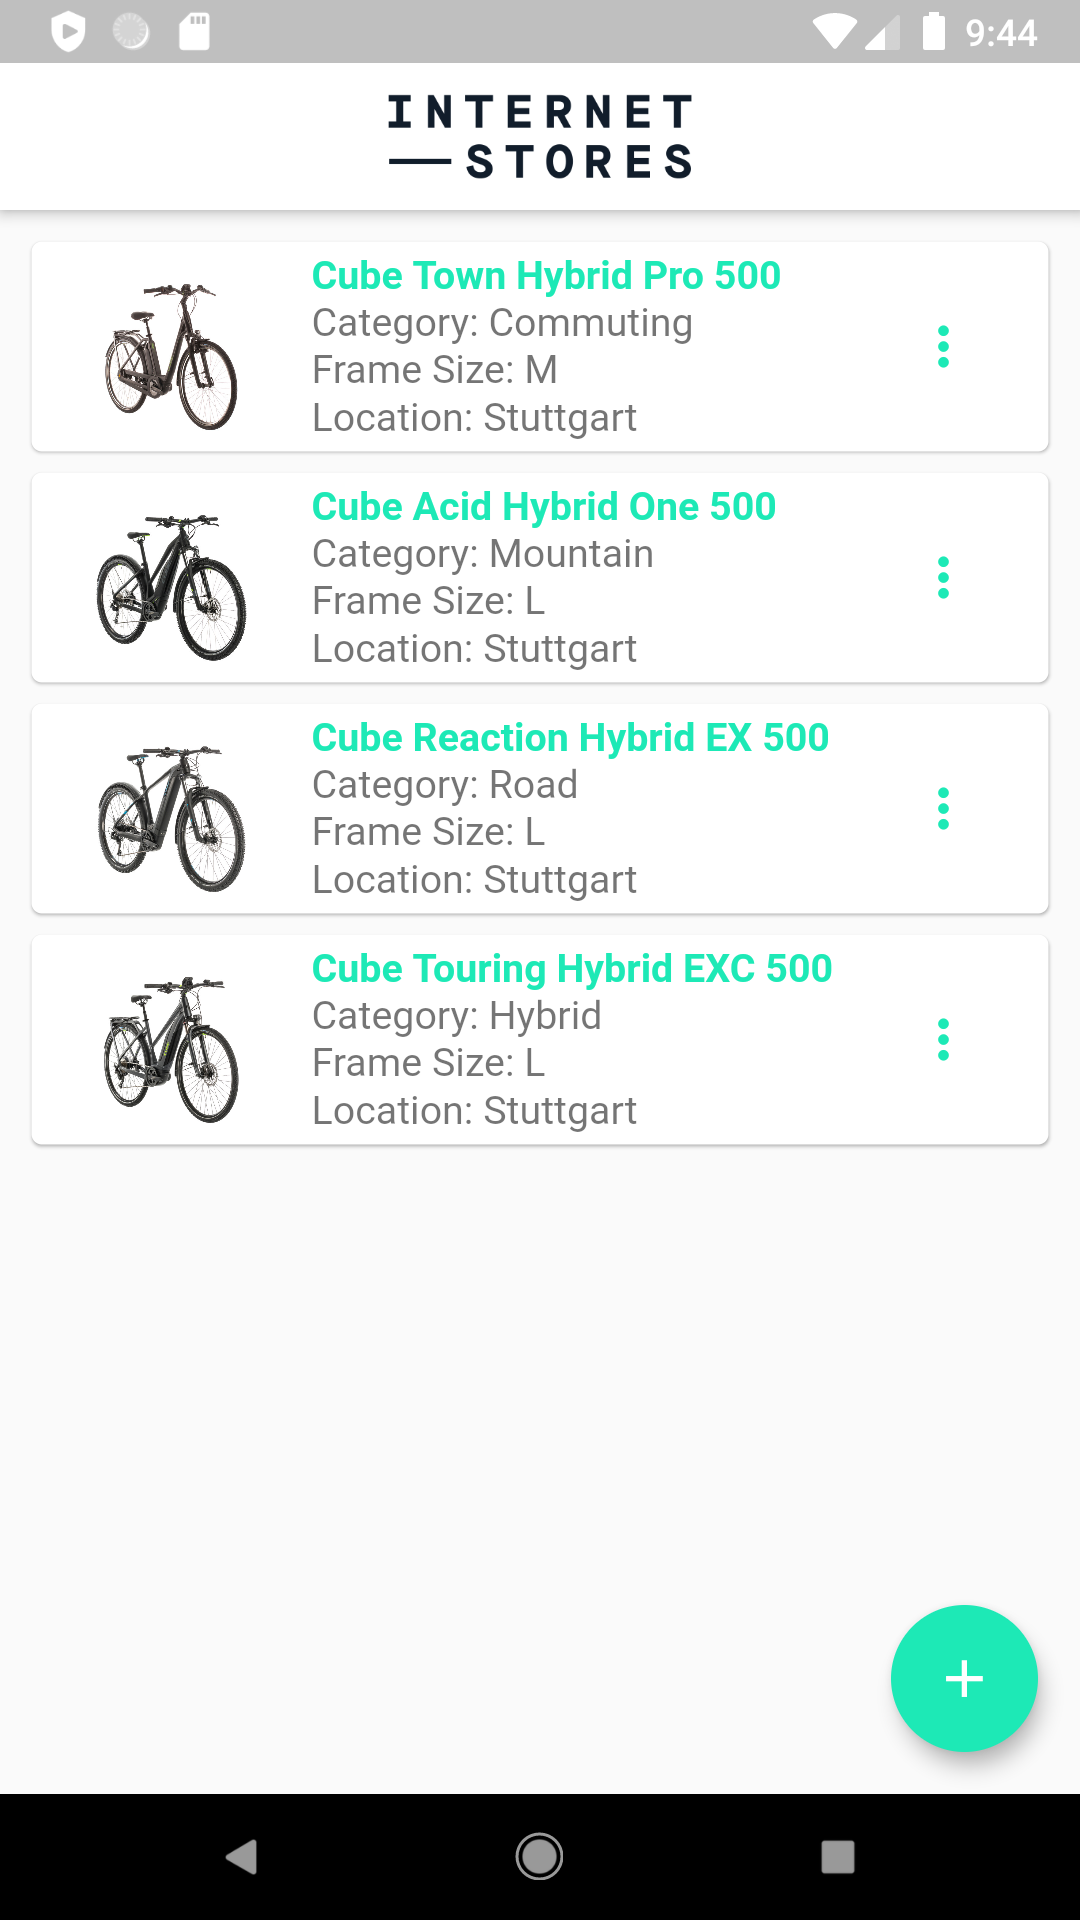 9:44
INTERNET
STORES
Cube Town Hybrid Pro 500
Category: Commuting
Frame Size: M
Location: Stuttgart
Cube Acid Hybrid One 500
Category: Mountain
Frame Size: L
Location: Stuttgart
Cube Reaction Hybrid EX 500
Category: Road
Frame Size: L
Location: Stuttgart
Cube Touring Hybrid EXC 500
Category: Hybrid
Frame Size: L
Location: Stuttgart